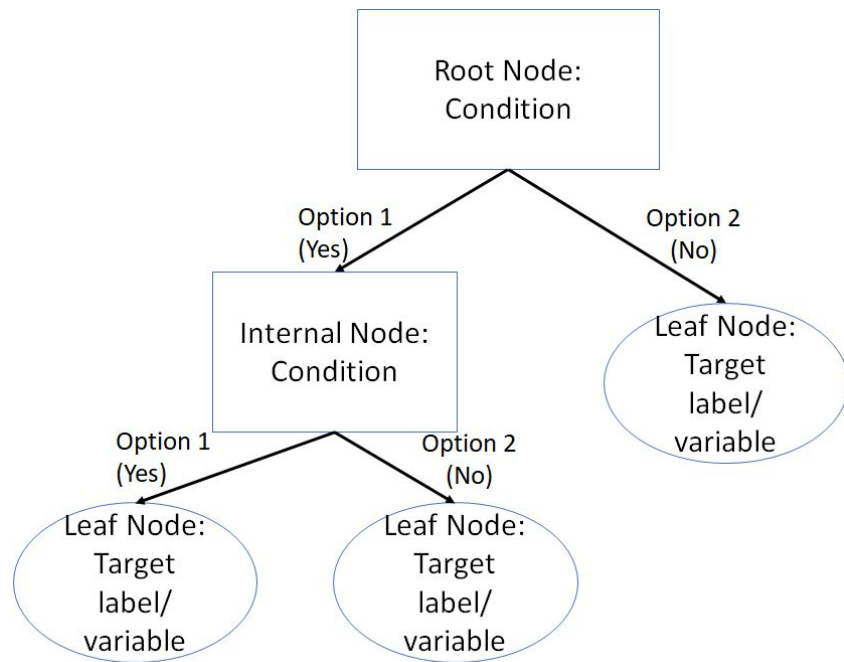 Root Node:
Condition
Option 1
(Yes)
Option 2
(No)
Internal Node:
Condition
Leaf Node:
Target
label/
variable
Option 1
(Yes)
Option 2
(No)
Leaf Node:
Target
label/
variable
Leaf Node:
Target
label/
variable